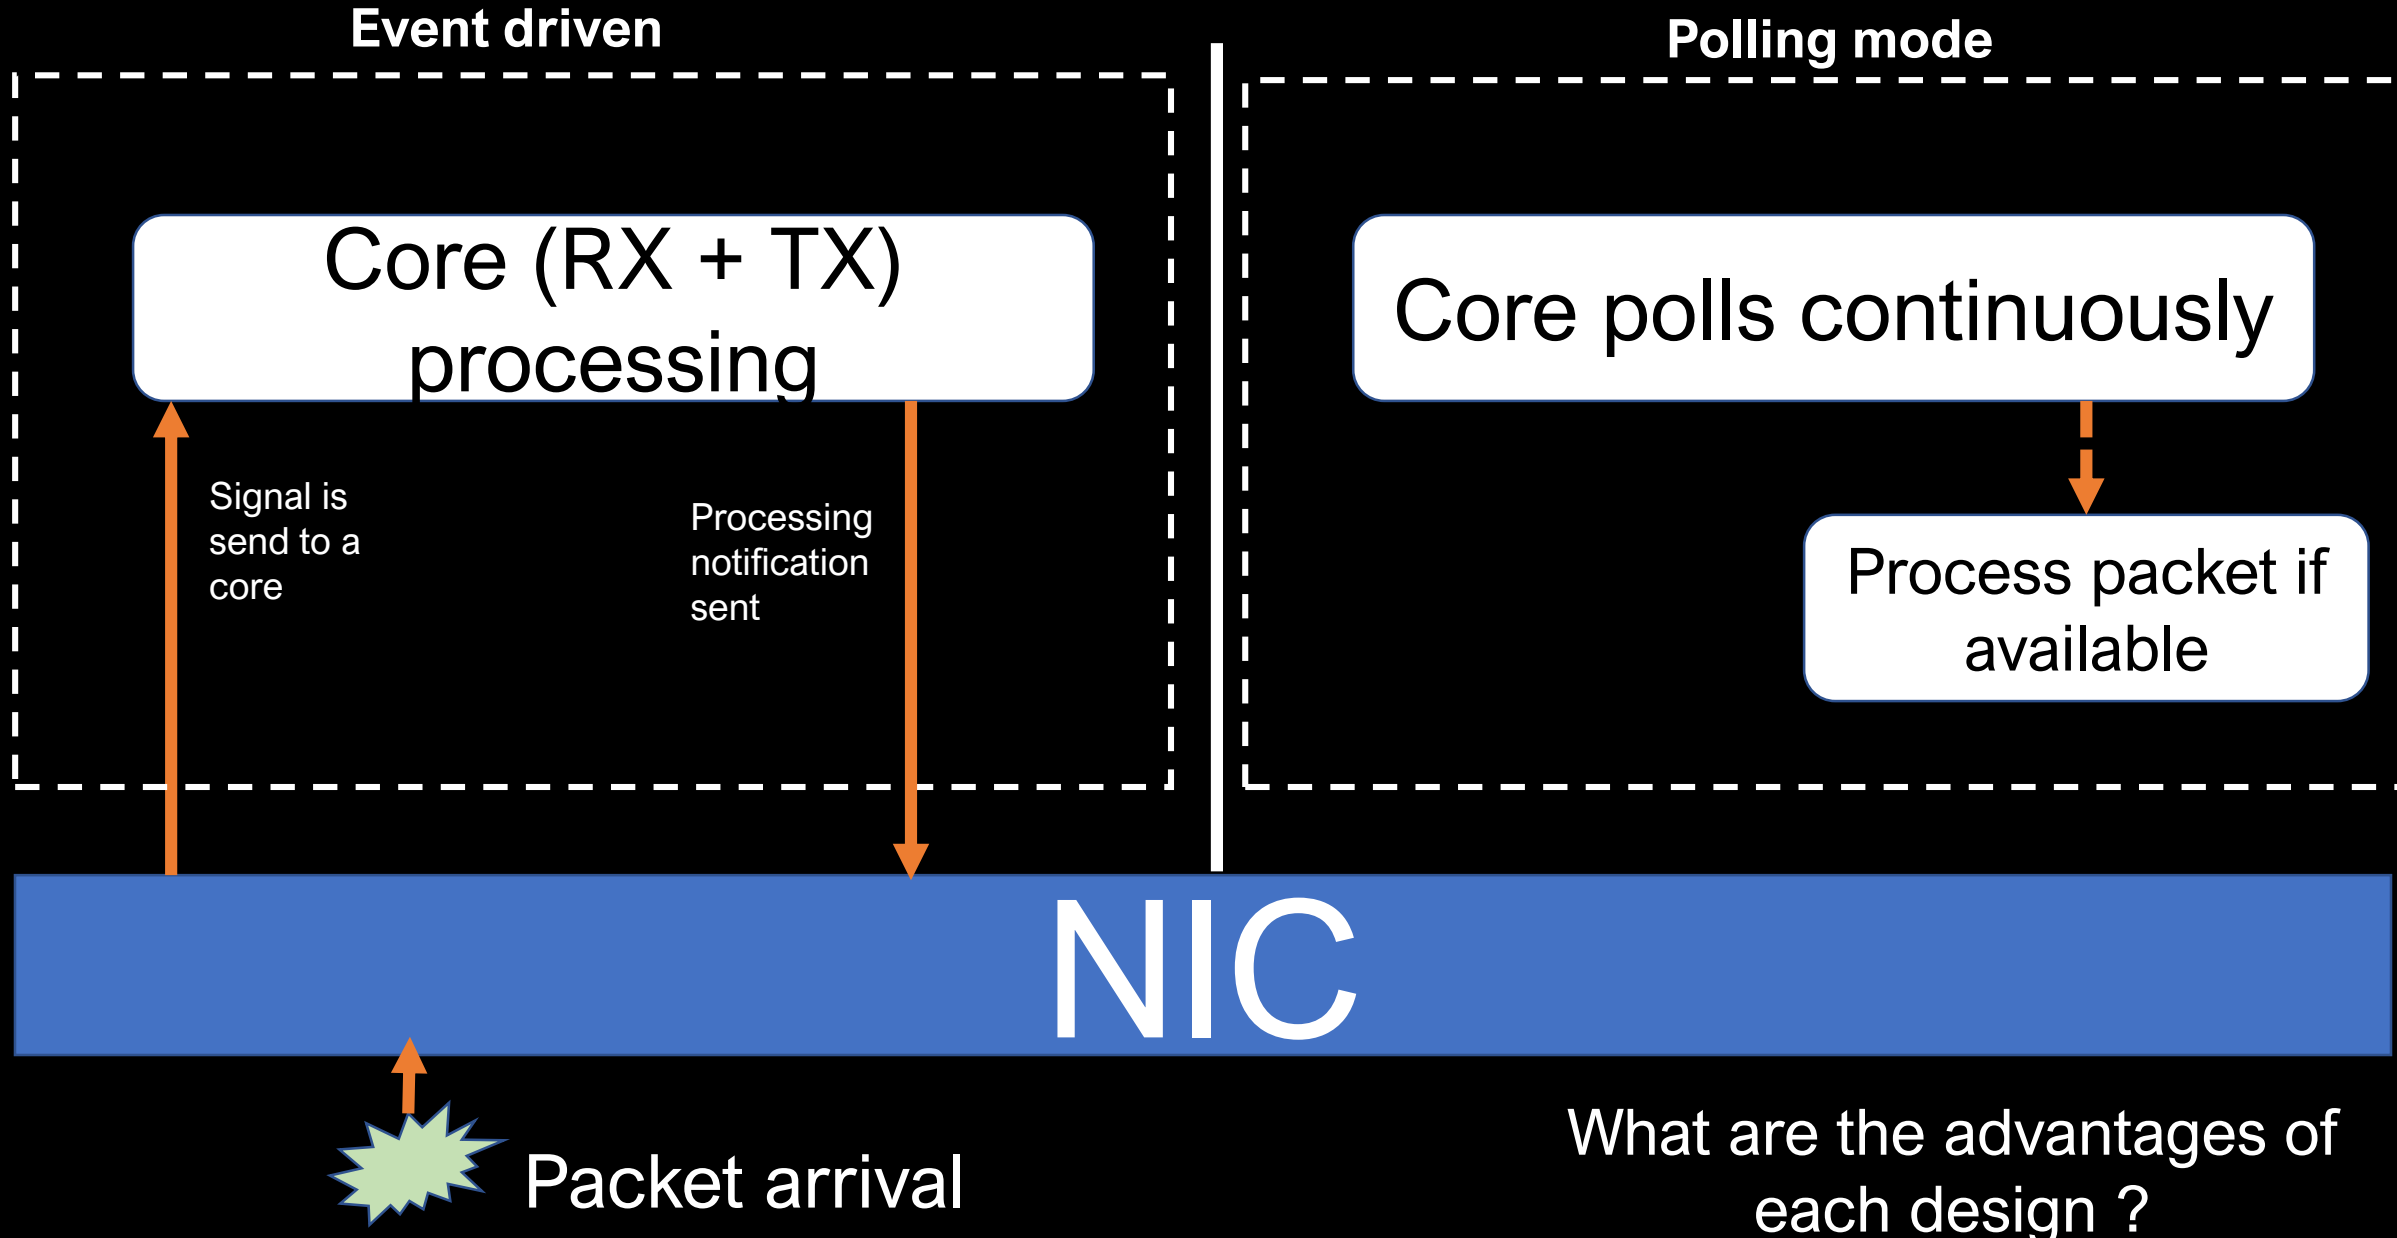 Event driven
Polling mode
Core (RX + TX)
processing
Core polls continuously
Signal is
send to a
core
Processing
notification
sent
Process packet if
available
NIC
Packet arrival
What are the advantages of
each design ?